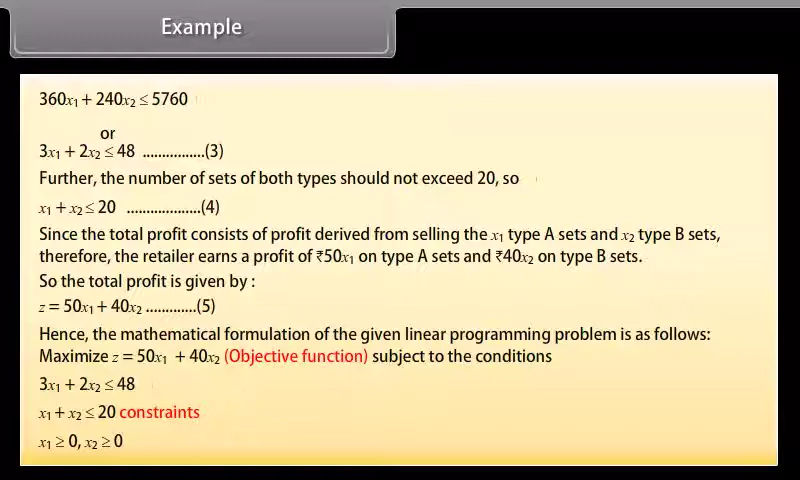 Example
360x₁ + 240x₂ ≤ 5760
or
3x₁ + 2x₂ ≤ 48 ................(3)
Further, the number of sets of both types should not exceed 20, so
x₁ + x₂ ≤ 20 ...................(4)
Since the total profit consists of profit derived from selling the x₁ type A sets and x₂ type B sets,
therefore, the retailer earns a profit of ₹50x₁ on type A sets and ₹40x₂ on type B sets.
So the total profit is given by :
z = 50x₁ + 40x₂ .............(5)
Hence, the mathematical formulation of the given linear programming problem is as follows:
Maximize z = 50x₁ + 40x₂ (Objective function) subject to the conditions
3x₁ + 2x₂ ≤ 48
x₁ + x₂ ≤ 20 constraints
x₁ ≥ 0, x₂ ≥ 0